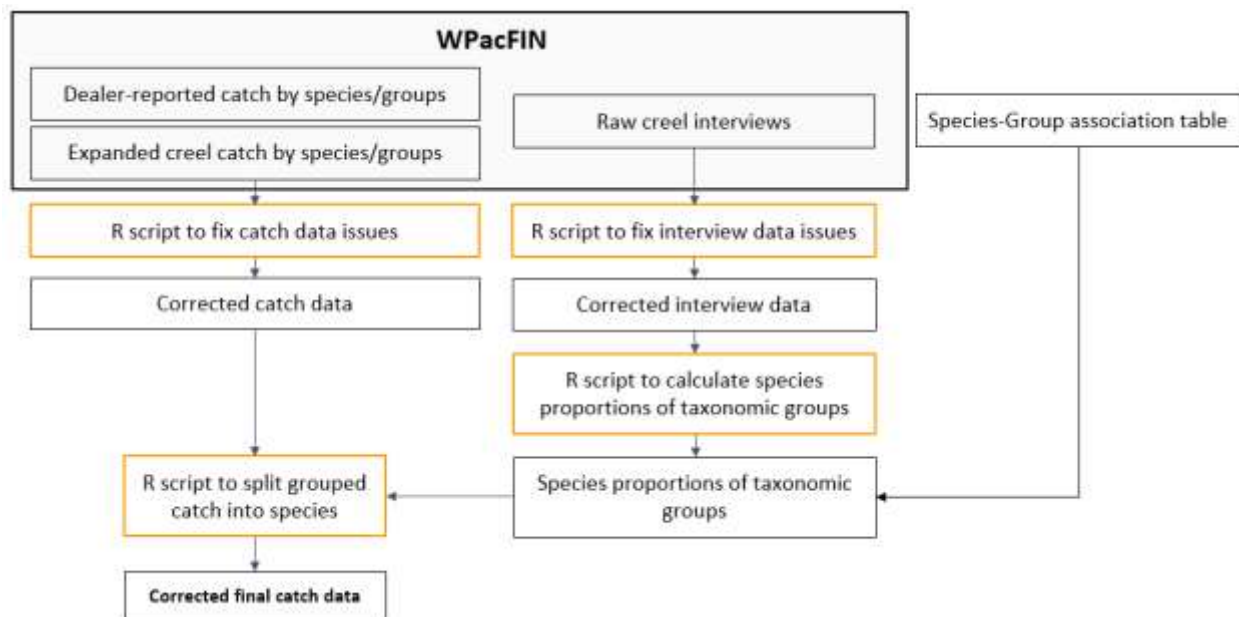 WPacFIN
Dealer-reported catch by species/groups
Expanded creel catch by species/groups
Raw creel interviews
Species-Group association table
R script to fix catch data issues
R script to fix interview data issues
Corrected catch data
Corrected interview data
R script to calculate species
proportions of taxonomic groups
R script to split grouped
catch into species
Species proportions of taxonomic
groups
Corrected final catch data